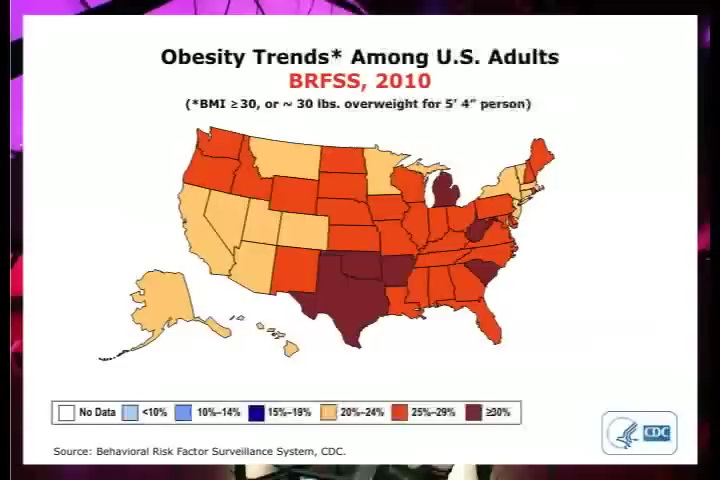 Obesity Trends* Among U.S. Adults
BRFSS, 2010
(*BMI ≥30, or ~ 30 lbs. overweight for 5’ 4” person)
No Data <10% 10%–14% 15%–19% 20%–24% 25%–29% ≥30%
CDC
Source: Behavioral Risk Factor Surveillance System, CDC.